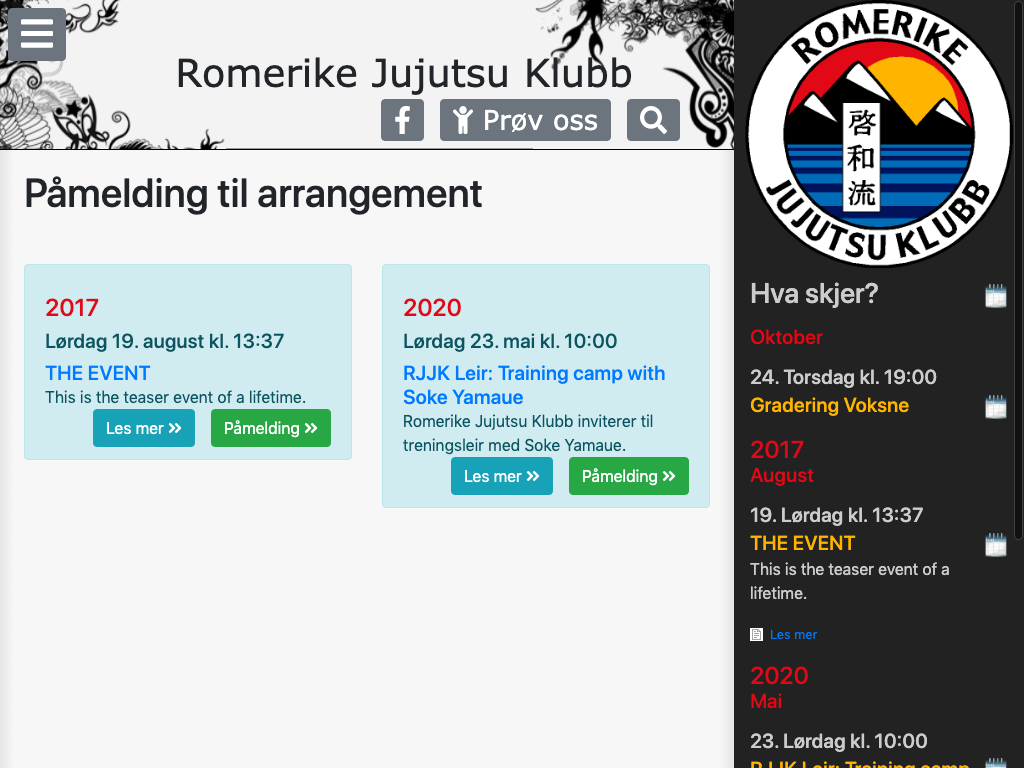 Romerike Jujutsu Klubb
Prøv oss
Påmelding til arrangement
2017
Lørdag 19. august kl. 13:37
THE EVENT
This is the teaser event of a lifetime.
Les mer »
Påmelding »
2020
Lørdag 23. mai kl. 10:00
RJJK Leir: Training camp with
Soke Yamaue
Romerike Jujutsu Klubb inviterer til
treningsleir med Soke Yamaue.
Les mer »
Påmelding »
ROMERIKE
啓和流
JUJUTSU KLUBB
Hva skjer?
Oktober
24. Torsdag kl. 19:00
Gradering Voksne
2017
August
19. Lørdag kl. 13:37
THE EVENT
This is the teaser event of a
lifetime.
Les mer
2020
Mai
23. Lørdag kl. 10:00
RJJK Leir: Training camp